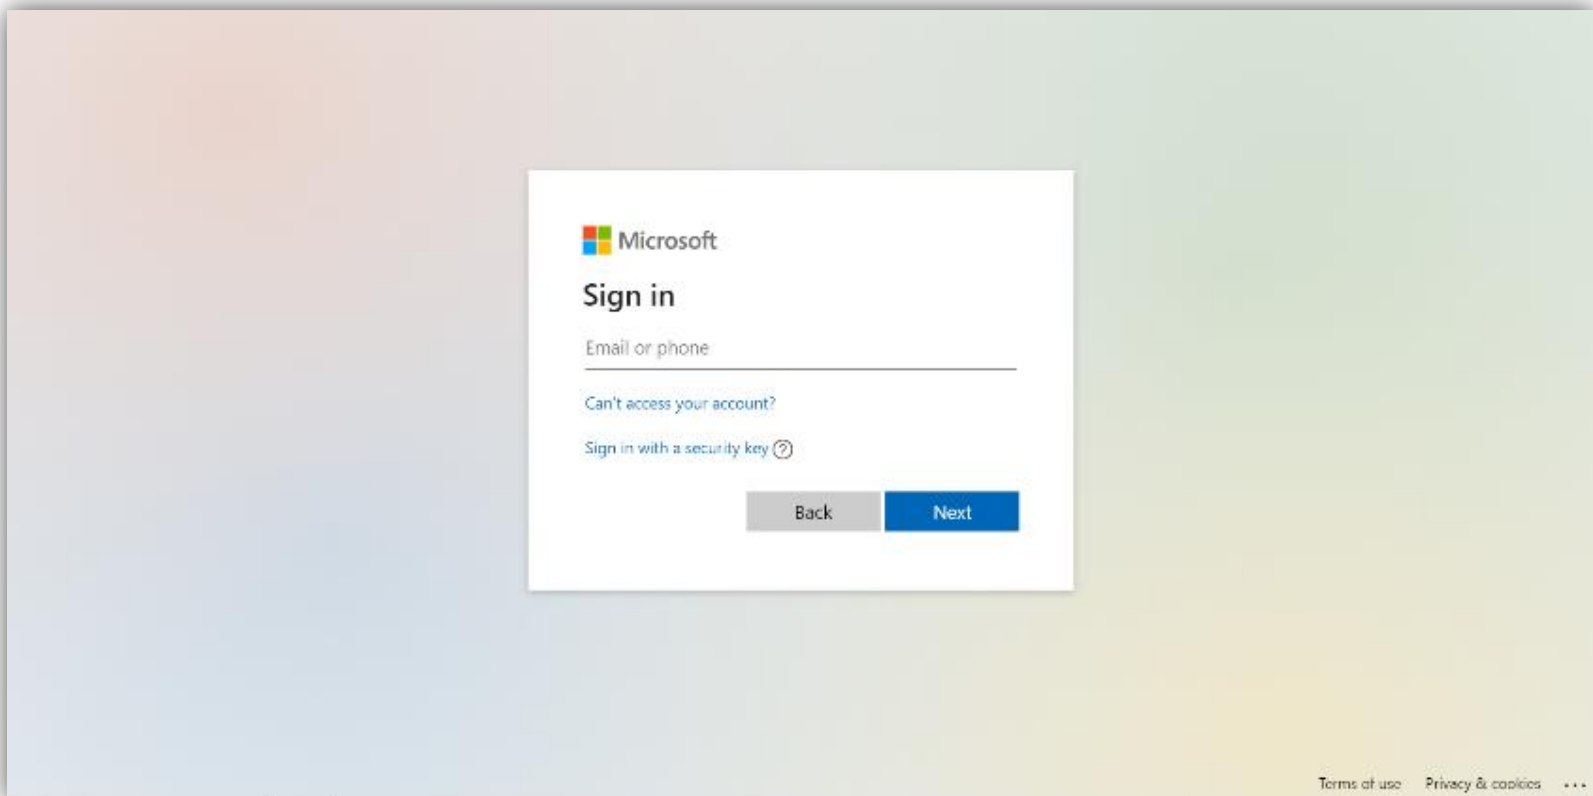 Microsoft
Sign in
Email or phone
Can't access your account?
Sign in with a security key
Back Next
Terms of use Privacy & cookies ...